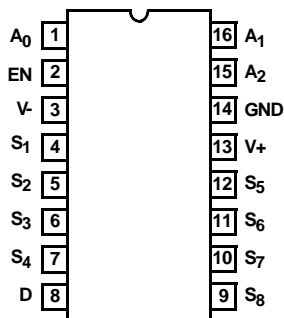 A0 1 16 A1
EN 2 15 A2
V- 3 14 GND
S1 4 13 V+
S2 5 12 S5
S3 6 11 S6
S4 7 10 S7
D 8 9 S8